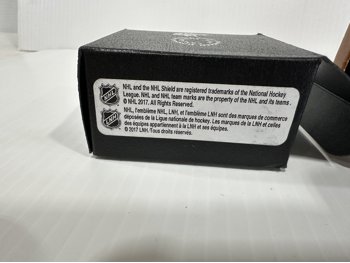 NHL and the NHL Shield are registered trademarks of the National Hockey
League. NHL and NHL team marks are the property of the NHL and its teams.
© NHL 2017. All Rights Reserved.
NHL, l'emblème NHL, LNH, et l'emblème LNH sont des marques de commerce
déposées de la Ligue nationale de hockey. Les marques de la LNH et celles
des équipes appartiennent à la LNH et ses équipes.
© 2017 LNH. Tous droits réservés.